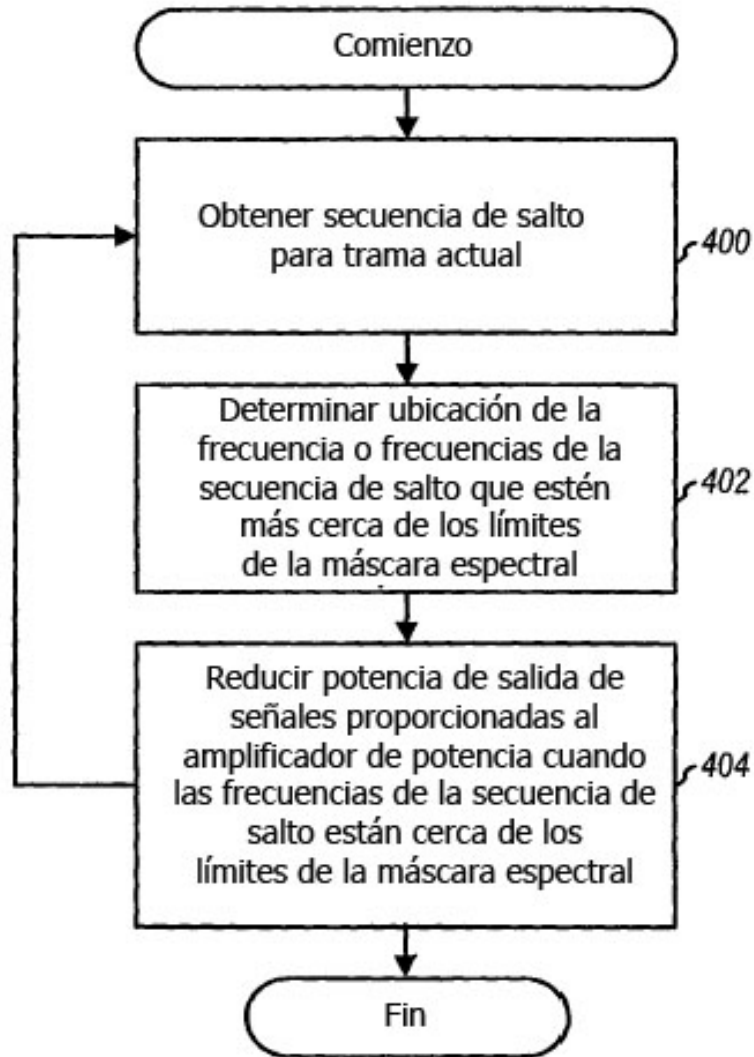 Comienzo
Obtener secuencia de salto
para trama actual
400
Determinar ubicación de la
frecuencia o frecuencias de la
secuencia de salto que estén
más cerca de los límites
de la máscara espectral
402
Reducir potencia de salida de
señales proporcionadas al
amplificador de potencia cuando
las frecuencias de la secuencia de
salto están cerca de los
límites de la máscara espectral
404
Fin